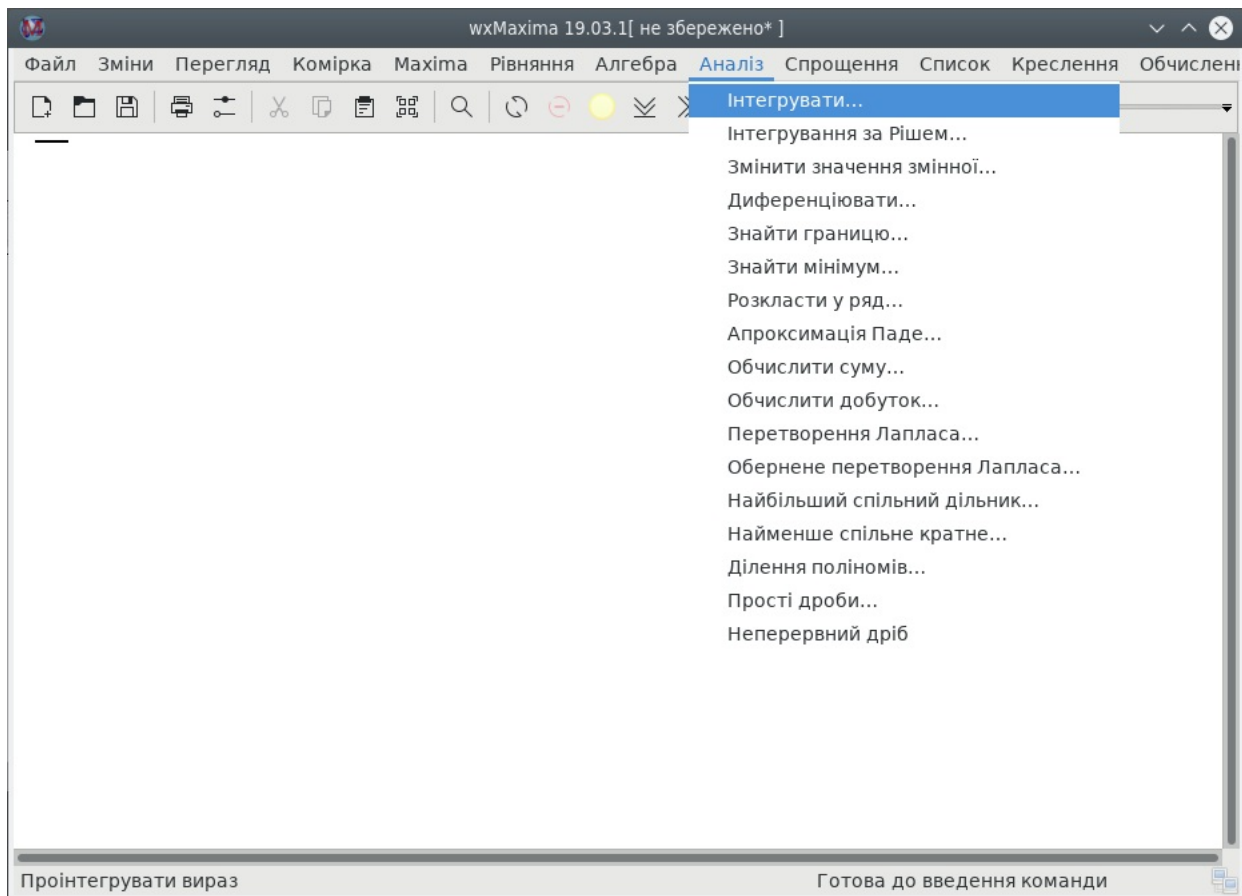 wxMaxima 19.03.1[ не збережено* ]
Файл Зміни Перегляд Комірка Maxima Рівняння Алгебра Аналіз Спрощення Список Креслення Обчислен
Інтегрувати...
Інтегрування за Рішем...
Змінити значення змінної...
Диференціювати...
Знайти границю...
Знайти мінімум...
Розкласти у ряд...
Апроксимація Паде...
Обчислити суму...
Обчислити добуток...
Перетворення Лапласа...
Обернене перетворення Лапласа...
Найбільший спільний дільник...
Найменше спільне кратне...
Ділення поліномів...
Прості дроби...
Неперервний дріб
Проінтегрувати вираз Готова до введення команди